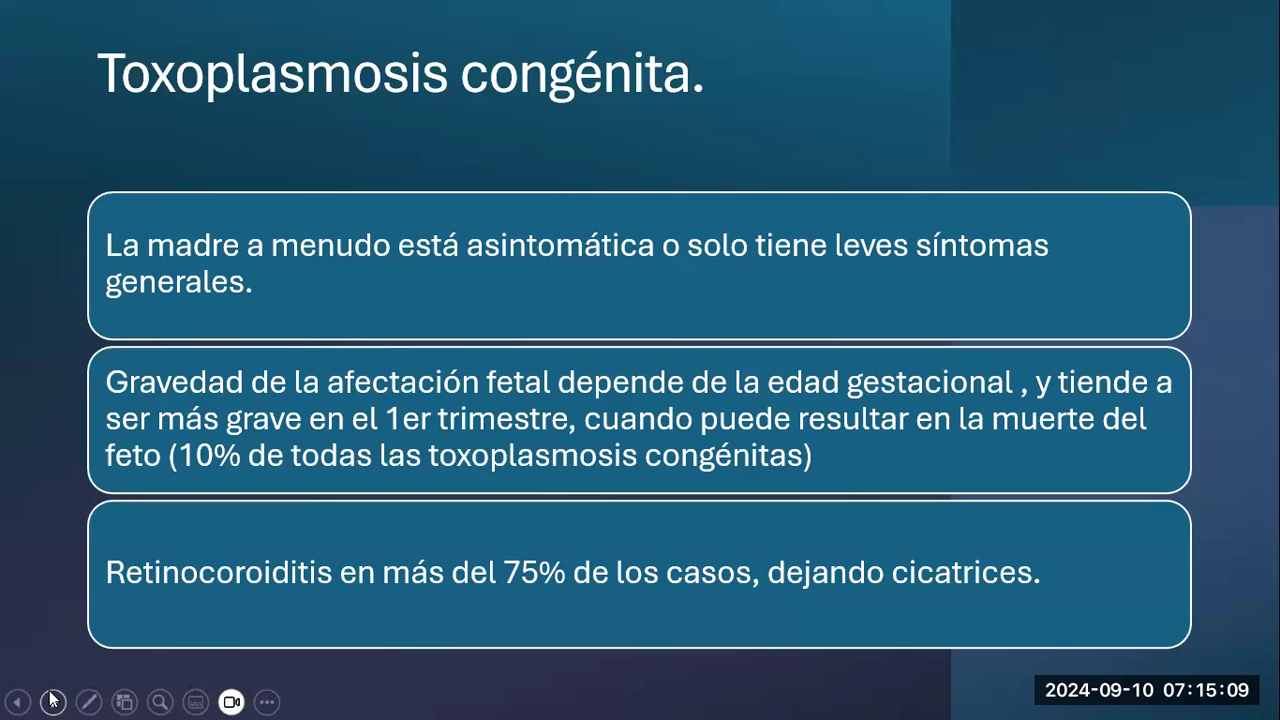 Toxoplasmosis congénita.
La madre a menudo está asintomática o solo tiene leves síntomas
generales.
Gravedad de la afectación fetal depende de la edad gestacional , y tiende a
ser más grave en el 1er trimestre, cuando puede resultar en la muerte del
feto (10% de todas las toxoplasmosis congénitas)
Retinocoroiditis en más del 75% de los casos, dejando cicatrices.
2024-09-10 07:15:09